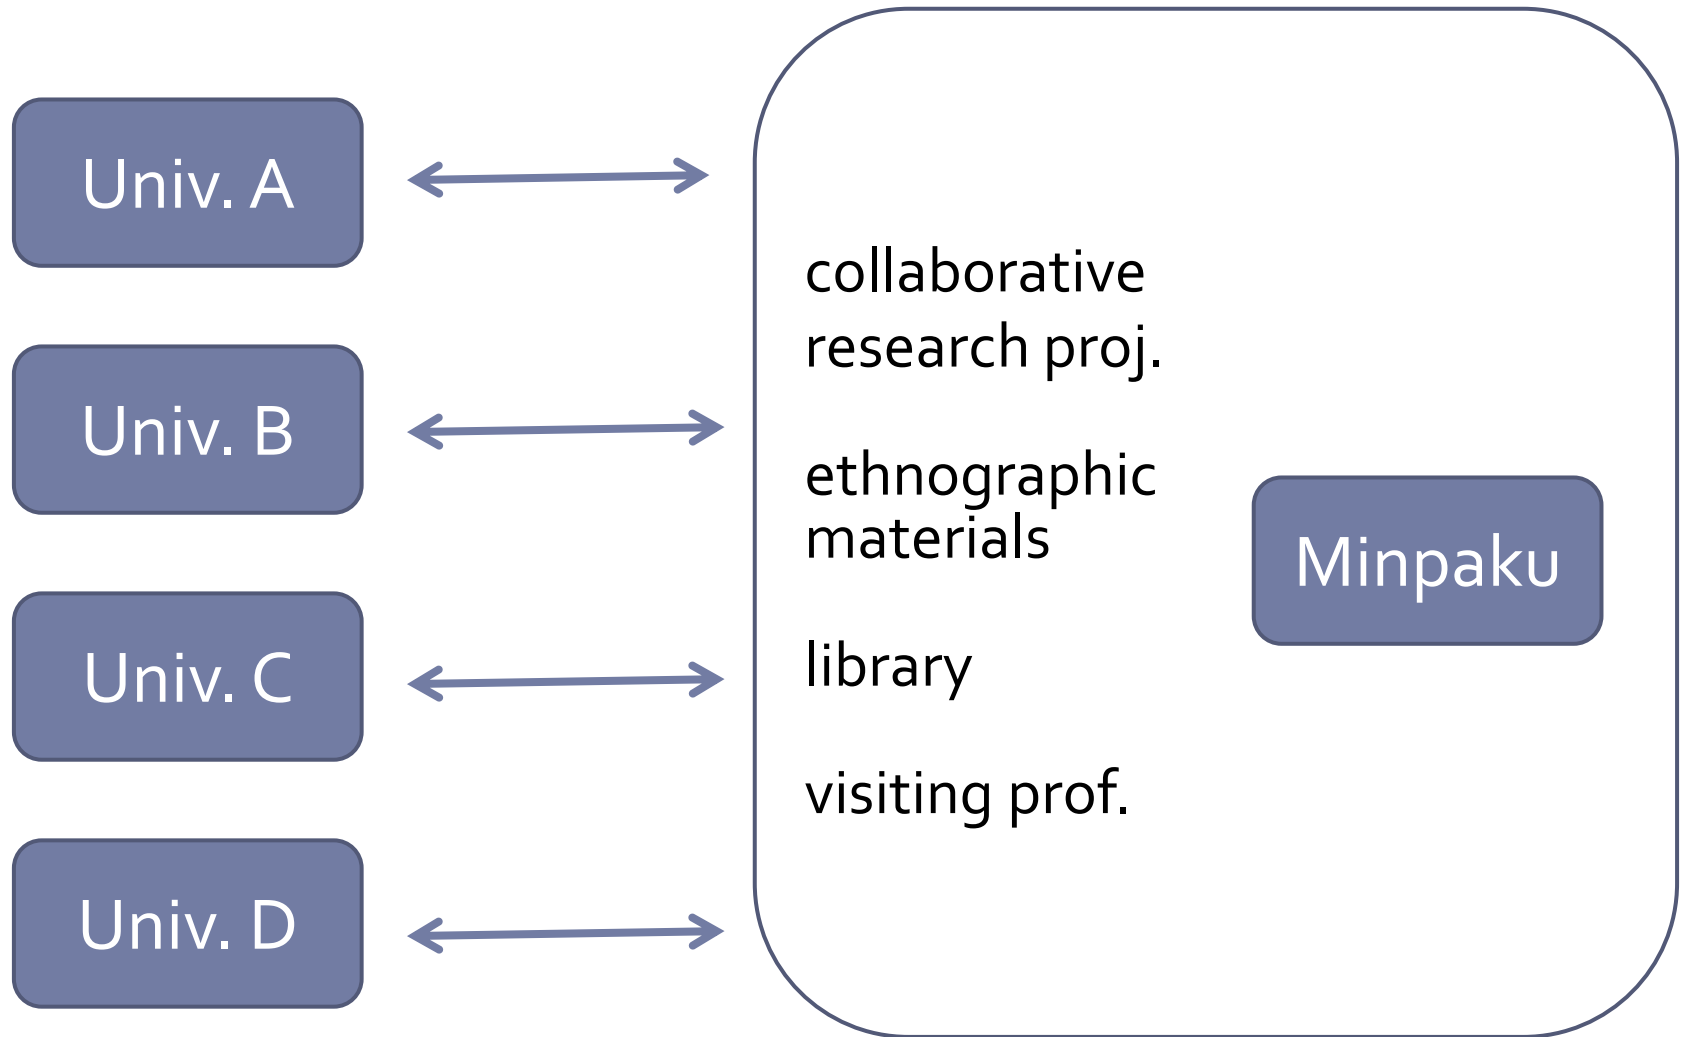 Univ. A
Univ. B
Univ. C
Univ. D
collaborative
research proj.
ethnographic
materials
library
visiting prof.
Minpaku